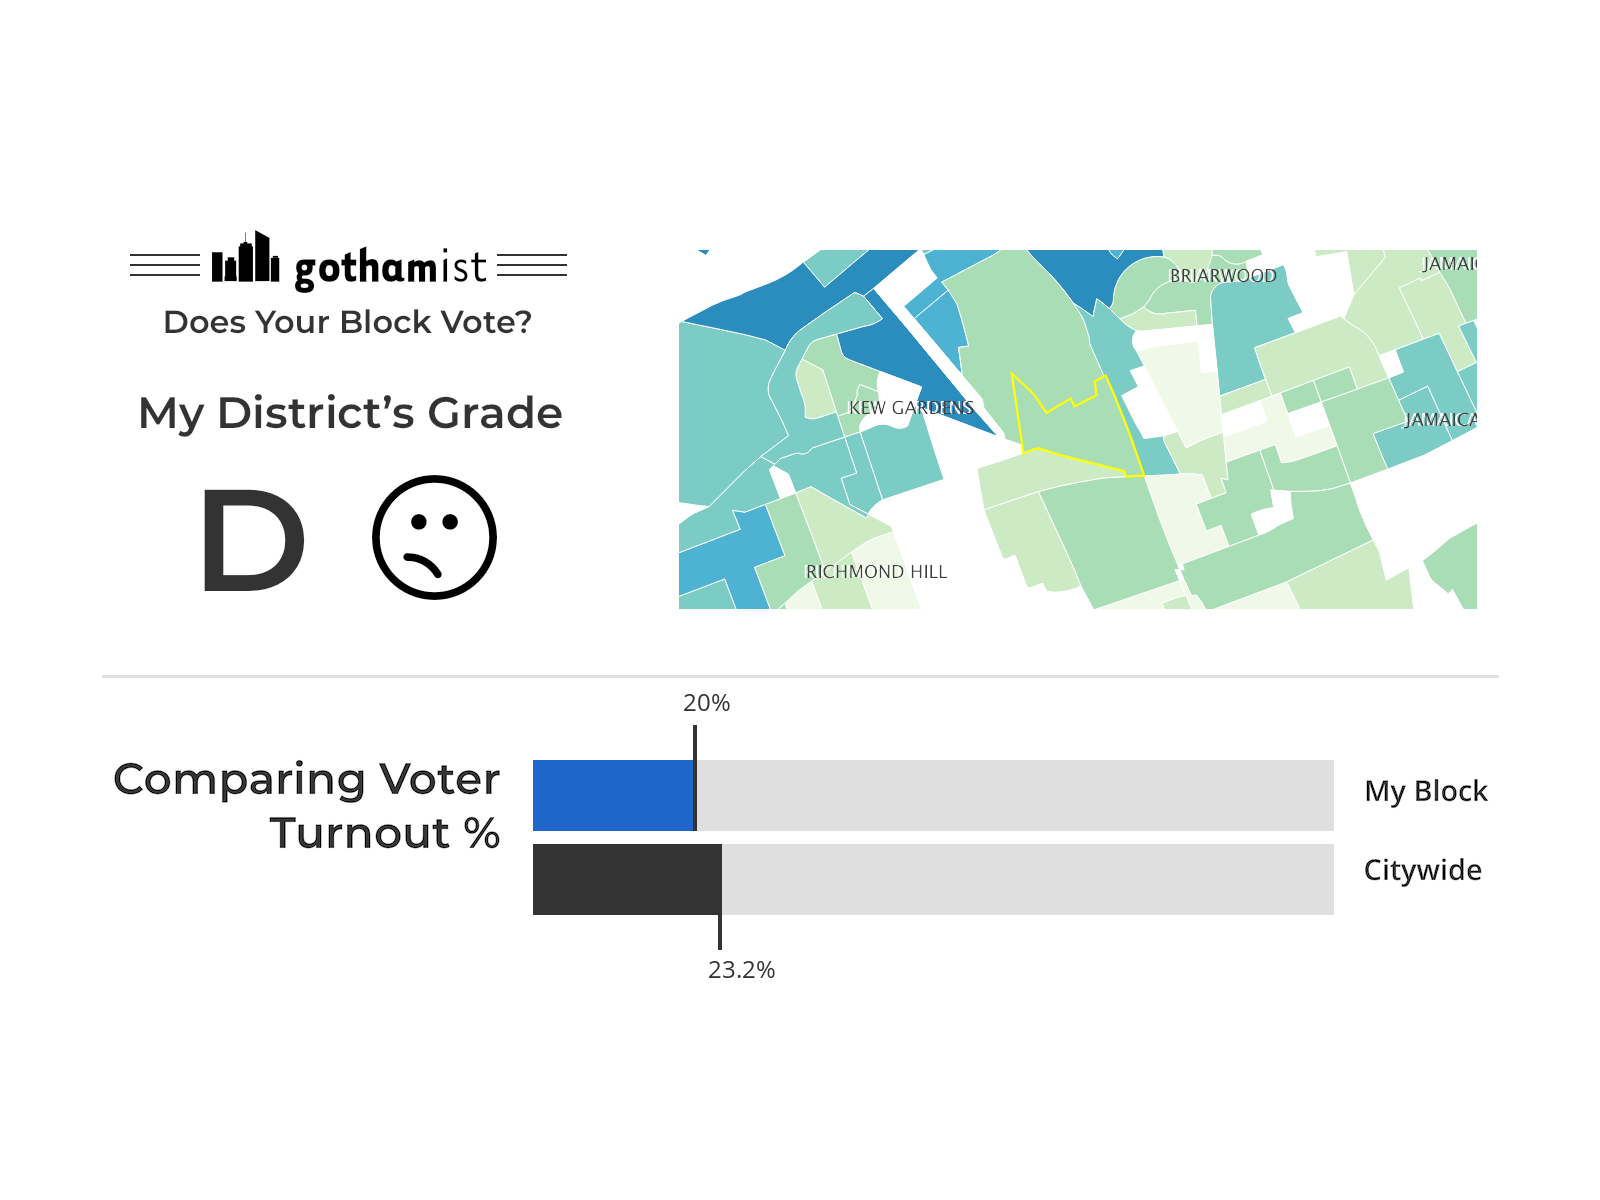 gothamist
Does Your Block Vote?
My District’s Grade
D
BRIARWOOD
KEW GARDENS
JAMAICA
RICHMOND HILL
20%
Comparing Voter
Turnout %
My Block
Citywide
23.2%